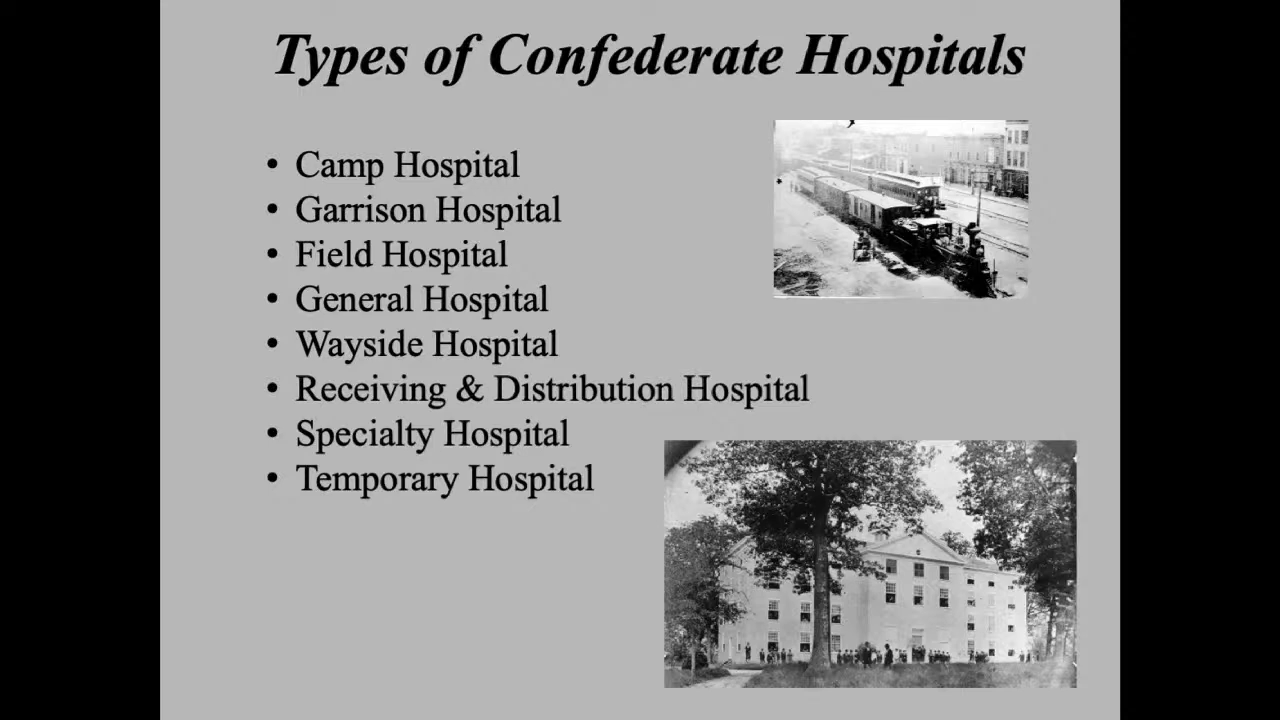 Types of Confederate Hospitals
• Camp Hospital
• Garrison Hospital
• Field Hospital
• General Hospital
• Wayside Hospital
• Receiving & Distribution Hospital
• Specialty Hospital
• Temporary Hospital